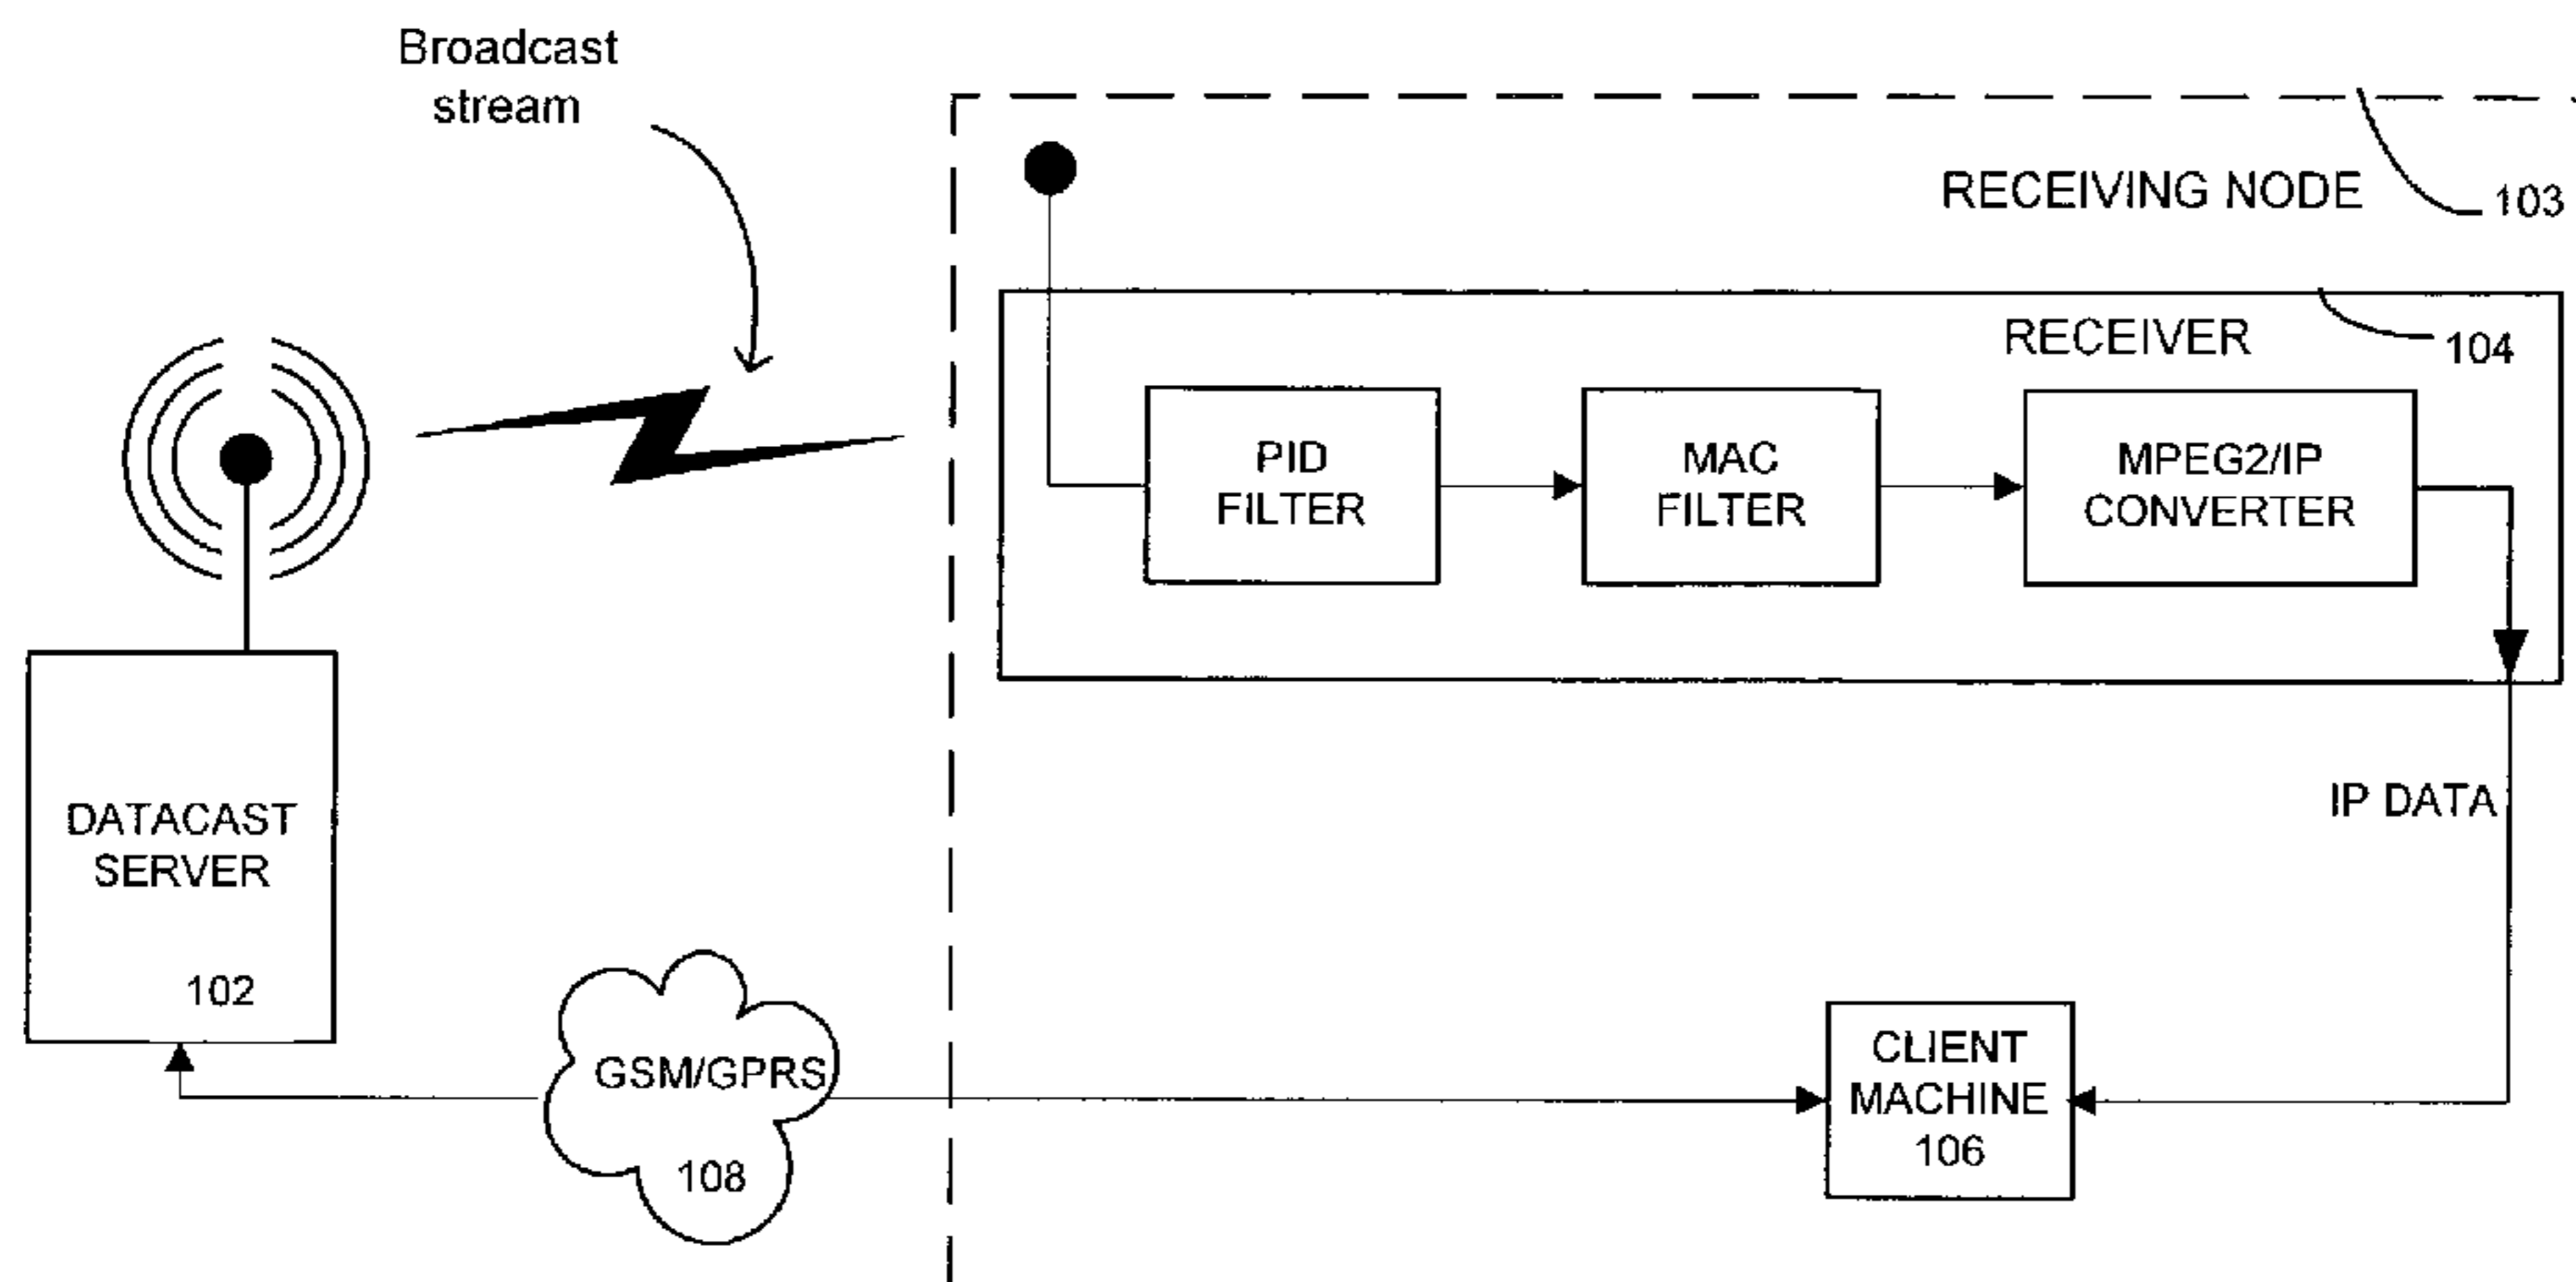 Broadcast
stream
RECEIVING NODE
103
RECEIVER
104
PID
FILTER
MAC
FILTER
MPEG2/IP
CONVERTER
DATACAST
SERVER
102
IP DATA
GSM/GPRS
108
CLIENT
MACHINE
106